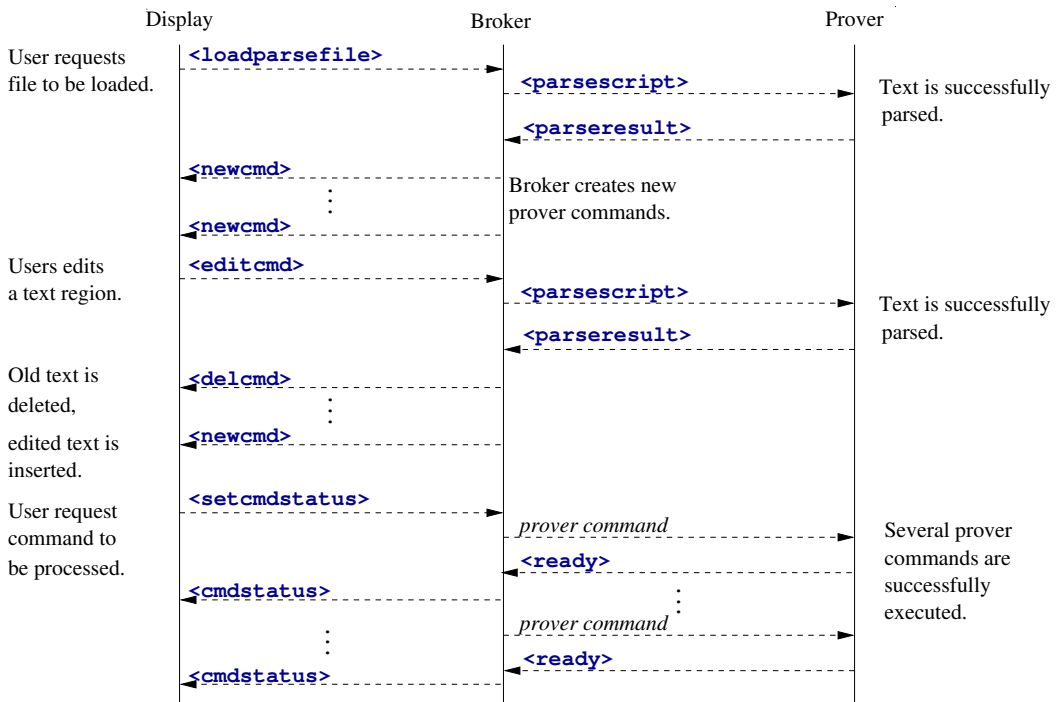 Display
Broker
Prover
User requests
file to be loaded.
<loadparsefile>
<parsescript>
Text is successfully
parsed.
<parseresult>
<newcmd>
Broker creates new
prover commands.
<newcmd>
Users edits
a text region.
<editcmd>
<parsescript>
Text is successfully
parsed.
<parseresult>
Old text is
deleted,
<delcmd>
edited text is
inserted.
<newcmd>
User request
command to
be processed.
<setcmdstatus>
prover command
Several prover
commands are
successfully
executed.
<ready>
<cmdstatus>
prover command
<ready>
<cmdstatus>